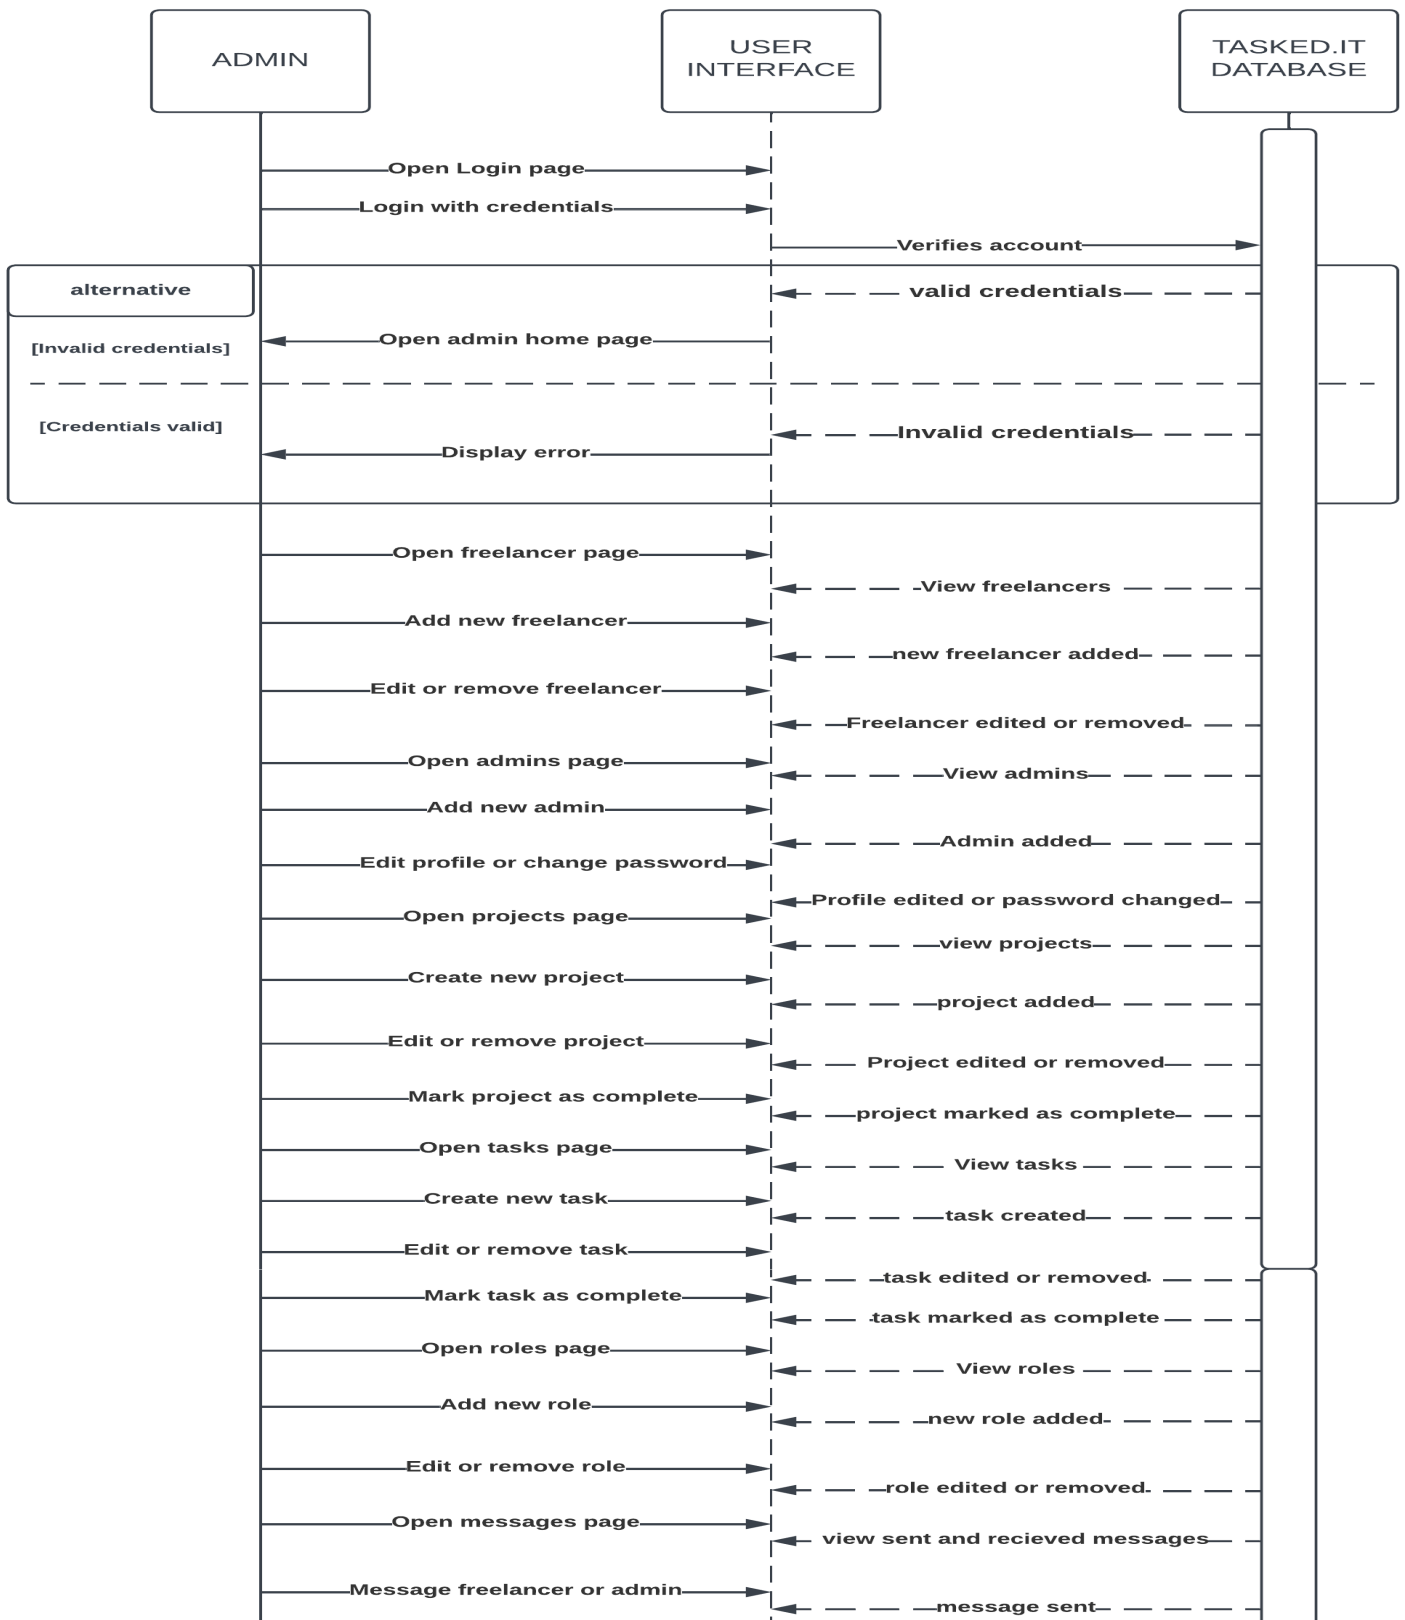 ADMIN
USER
INTERFACE
TASKED.IT
DATABASE
Open Login page
Login with credentials
Verifies account
alternative
valid credentials
Open admin home page
[Invalid credentials]
[Credentials valid]
Invalid credentials
Display error
Open freelancer page
View freelancers
Add new freelancer
new freelancer added
Edit or remove freelancer
Freelancer edited or removed
Open admins page
View admins
Add new admin
Admin added
Edit profile or change password
Profile edited or password changed
Open projects page
view projects
Create new project
project added
Edit or remove project
Project edited or removed
Mark project as complete
project marked as complete
Open tasks page
View tasks
Create new task
task created
Edit or remove task
task edited or removed
Mark task as complete
task marked as complete
Open roles page
View roles
Add new role
new role added
Edit or remove role
role edited or removed
Open messages page
view sent and recieved messages
Message freelancer or admin
message sent